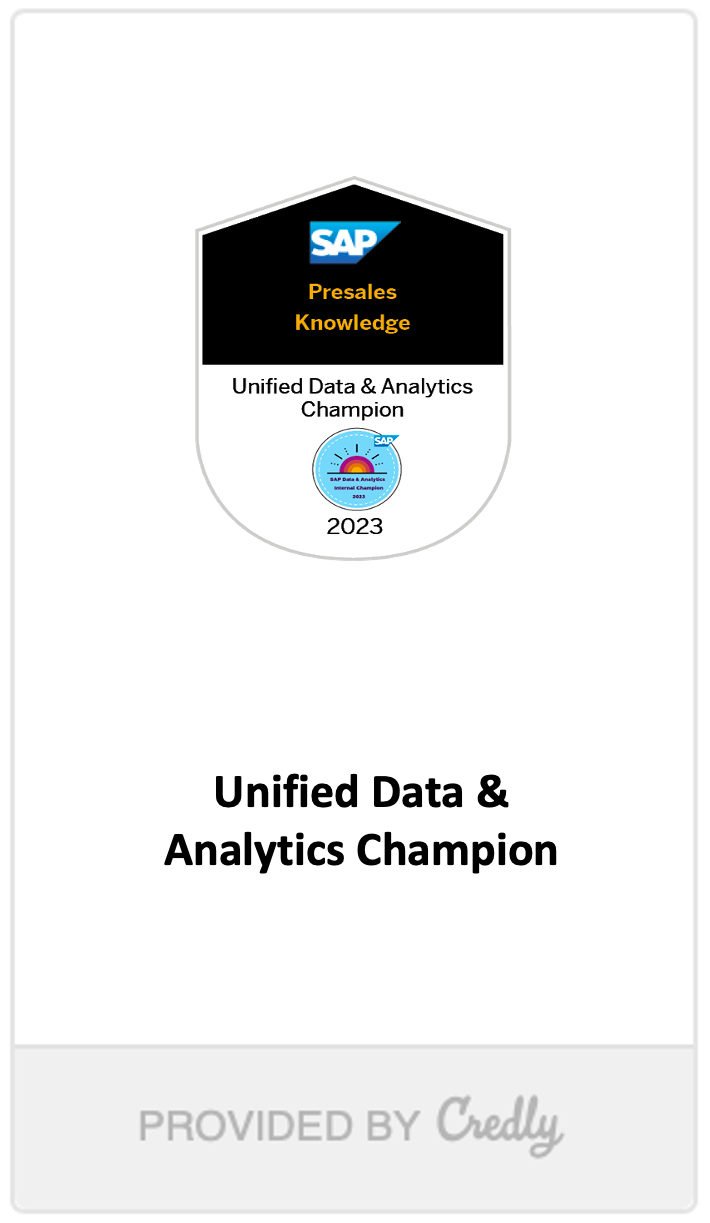 SAP
Presales
Knowledge
Unified Data & Analytics
Champion
SAP
SAP Data & Analytics
Internal Champion
2023
2023
Unified Data &
Analytics Champion
PROVIDED BY Credly